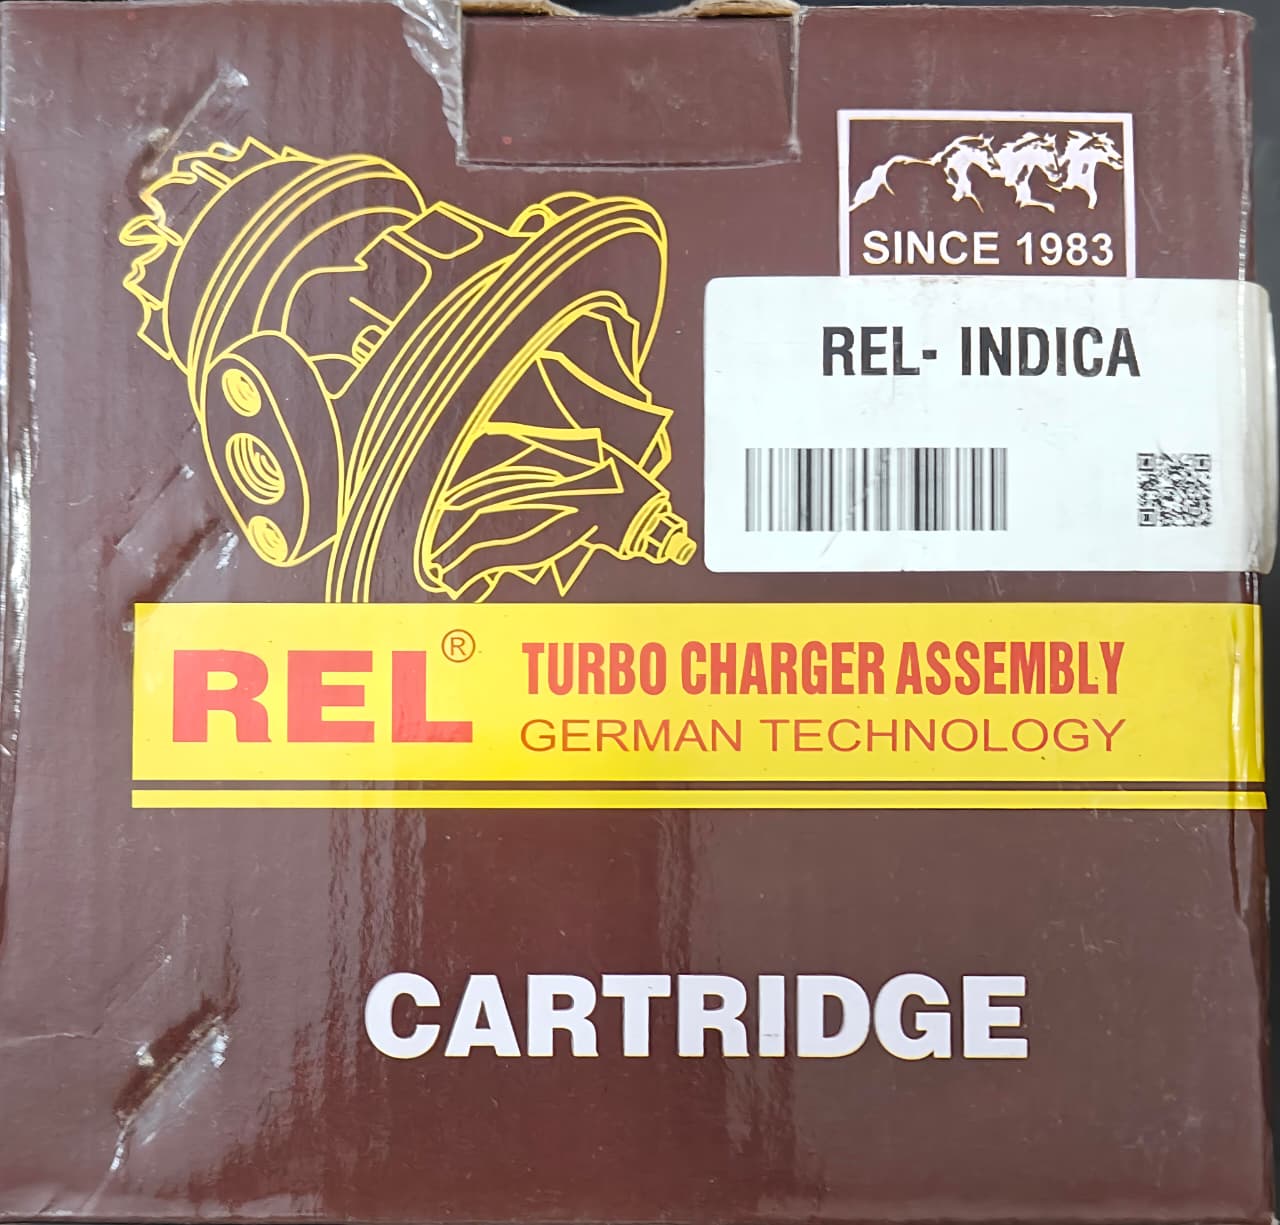 SINCE 1983
REL- INDICA
REL®
TURBO CHARGER ASSEMBLY
GERMAN TECHNOLOGY
CARTRIDGE